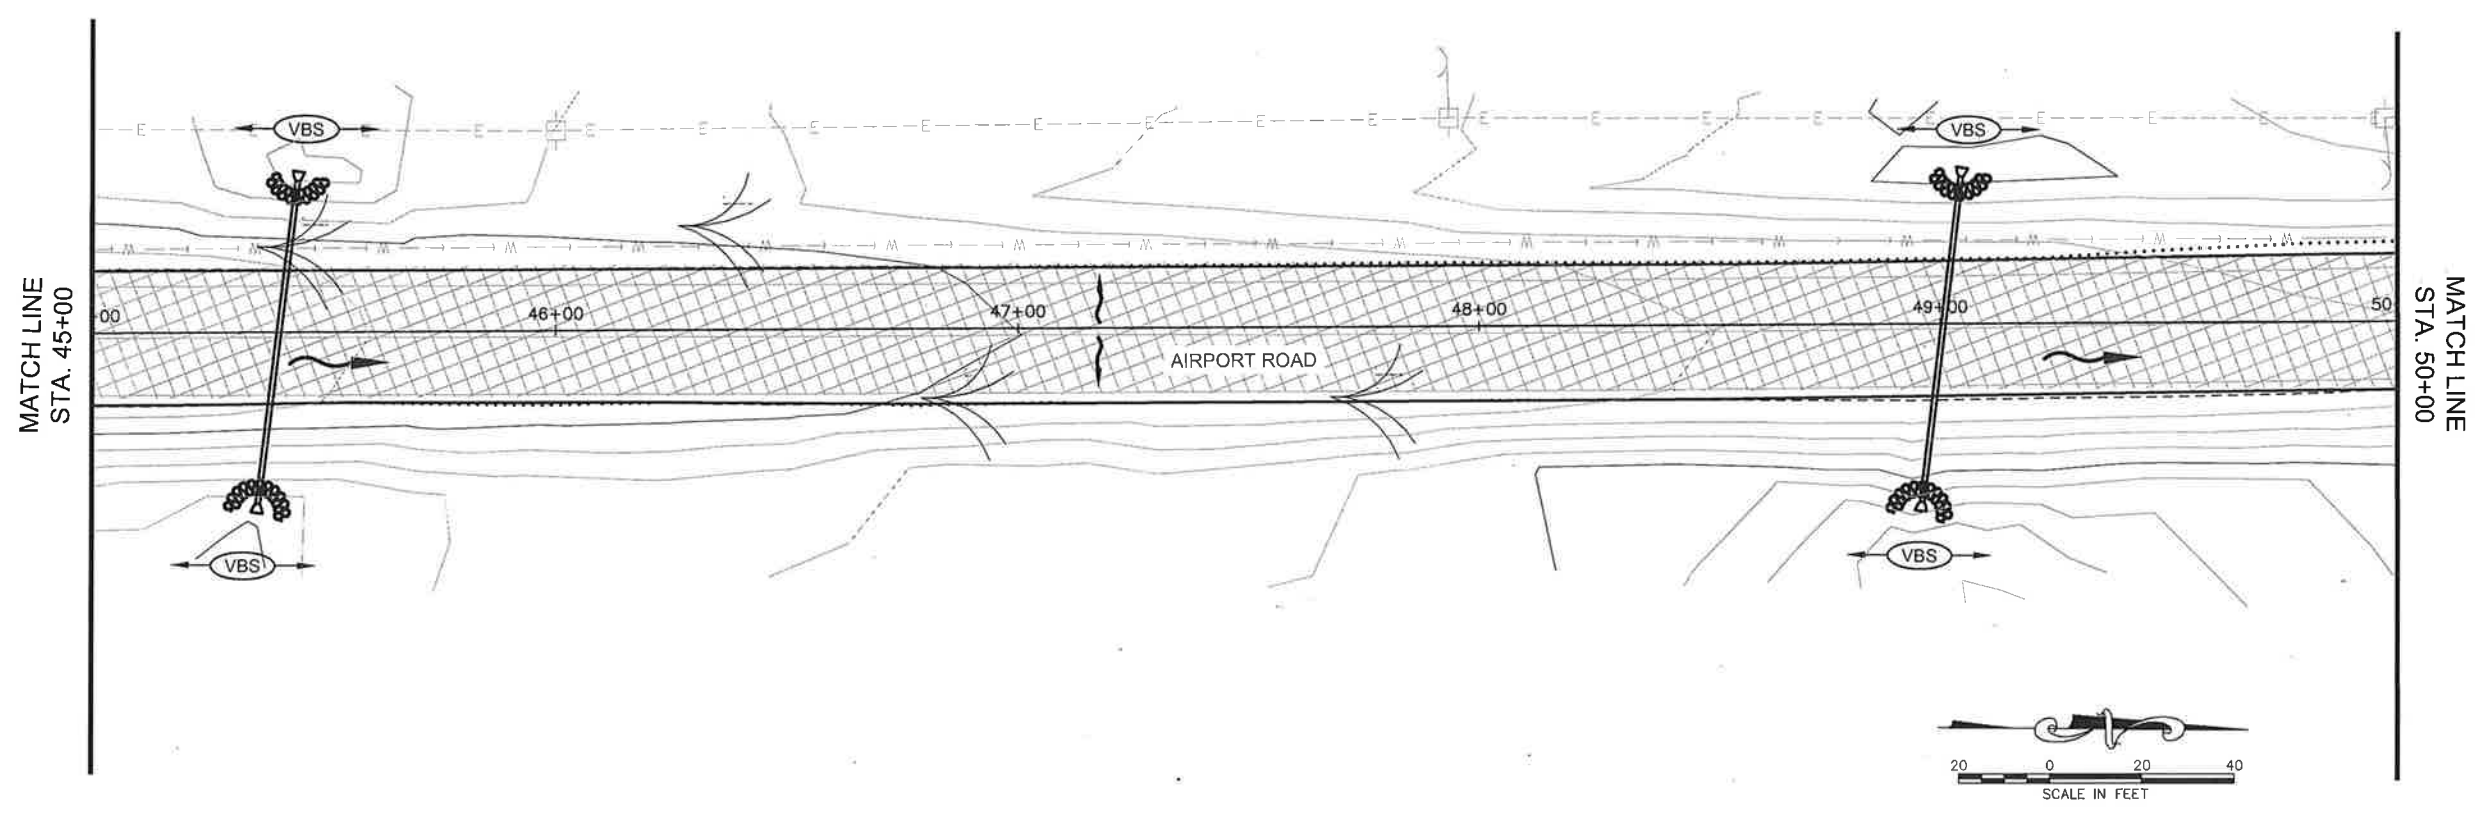 VBS
VBS
E E E E E E E E E E E E E E E E E
W W W W W W W W W W W W W W W W W W
MATCH LINE
STA. 45+00
00
46+00
47+00
48+00
49+00
50
AIRPORT ROAD
MATCH LINE
STA. 50+00
VBS
VBS
20 0 20 40
SCALE IN FEET